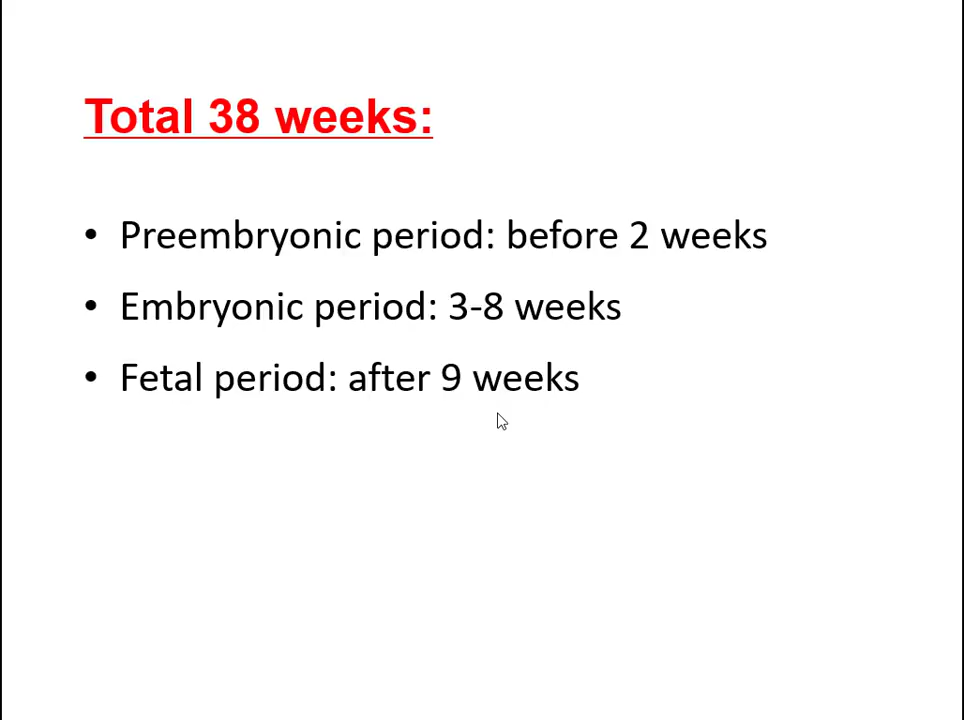 Total 38 weeks:
• Preembryonic period: before 2 weeks
• Embryonic period: 3-8 weeks
• Fetal period: after 9 weeks